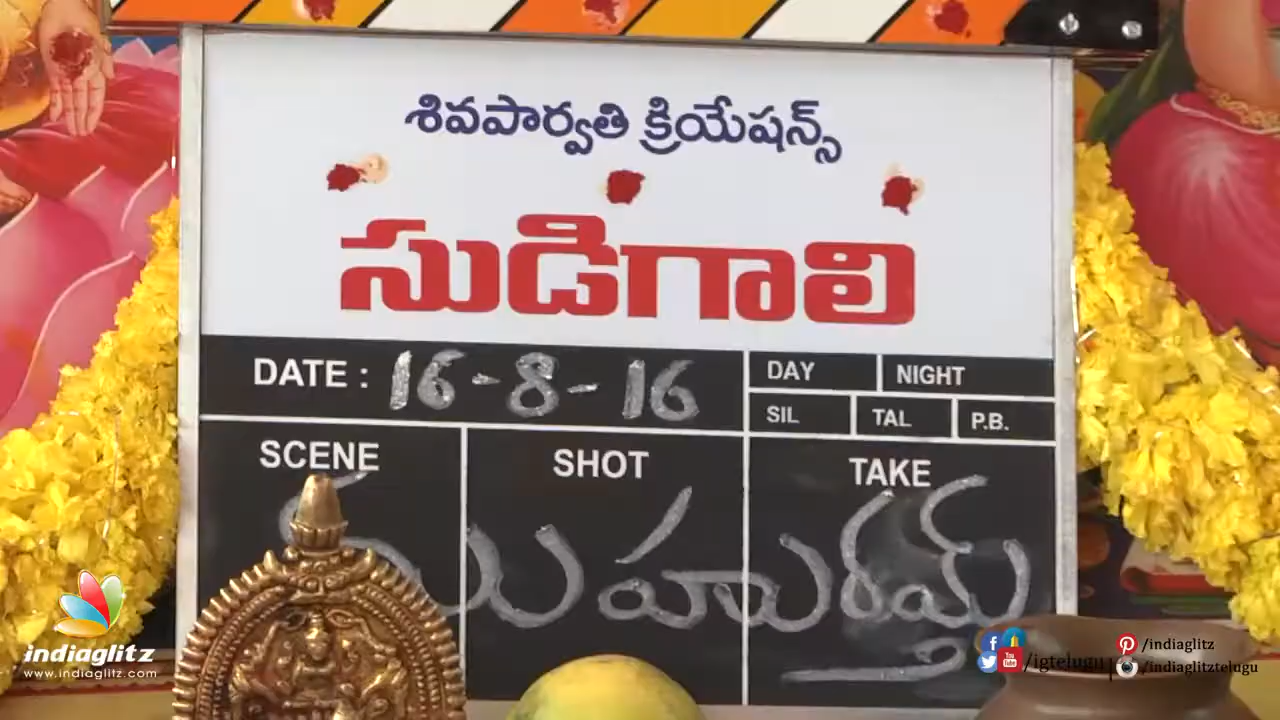 శివపార్వతి క్రియేషన్స్
సుడిగాలి
DATE : 16-8-16
DAY NIGHT
SIL TAL P.B.
SCENE SHOT TAKE
ముహూర్తం
indiaglitz
www.indiaglitz.com
/igtelugu
/indiaglitz
/indiaglitztelugu